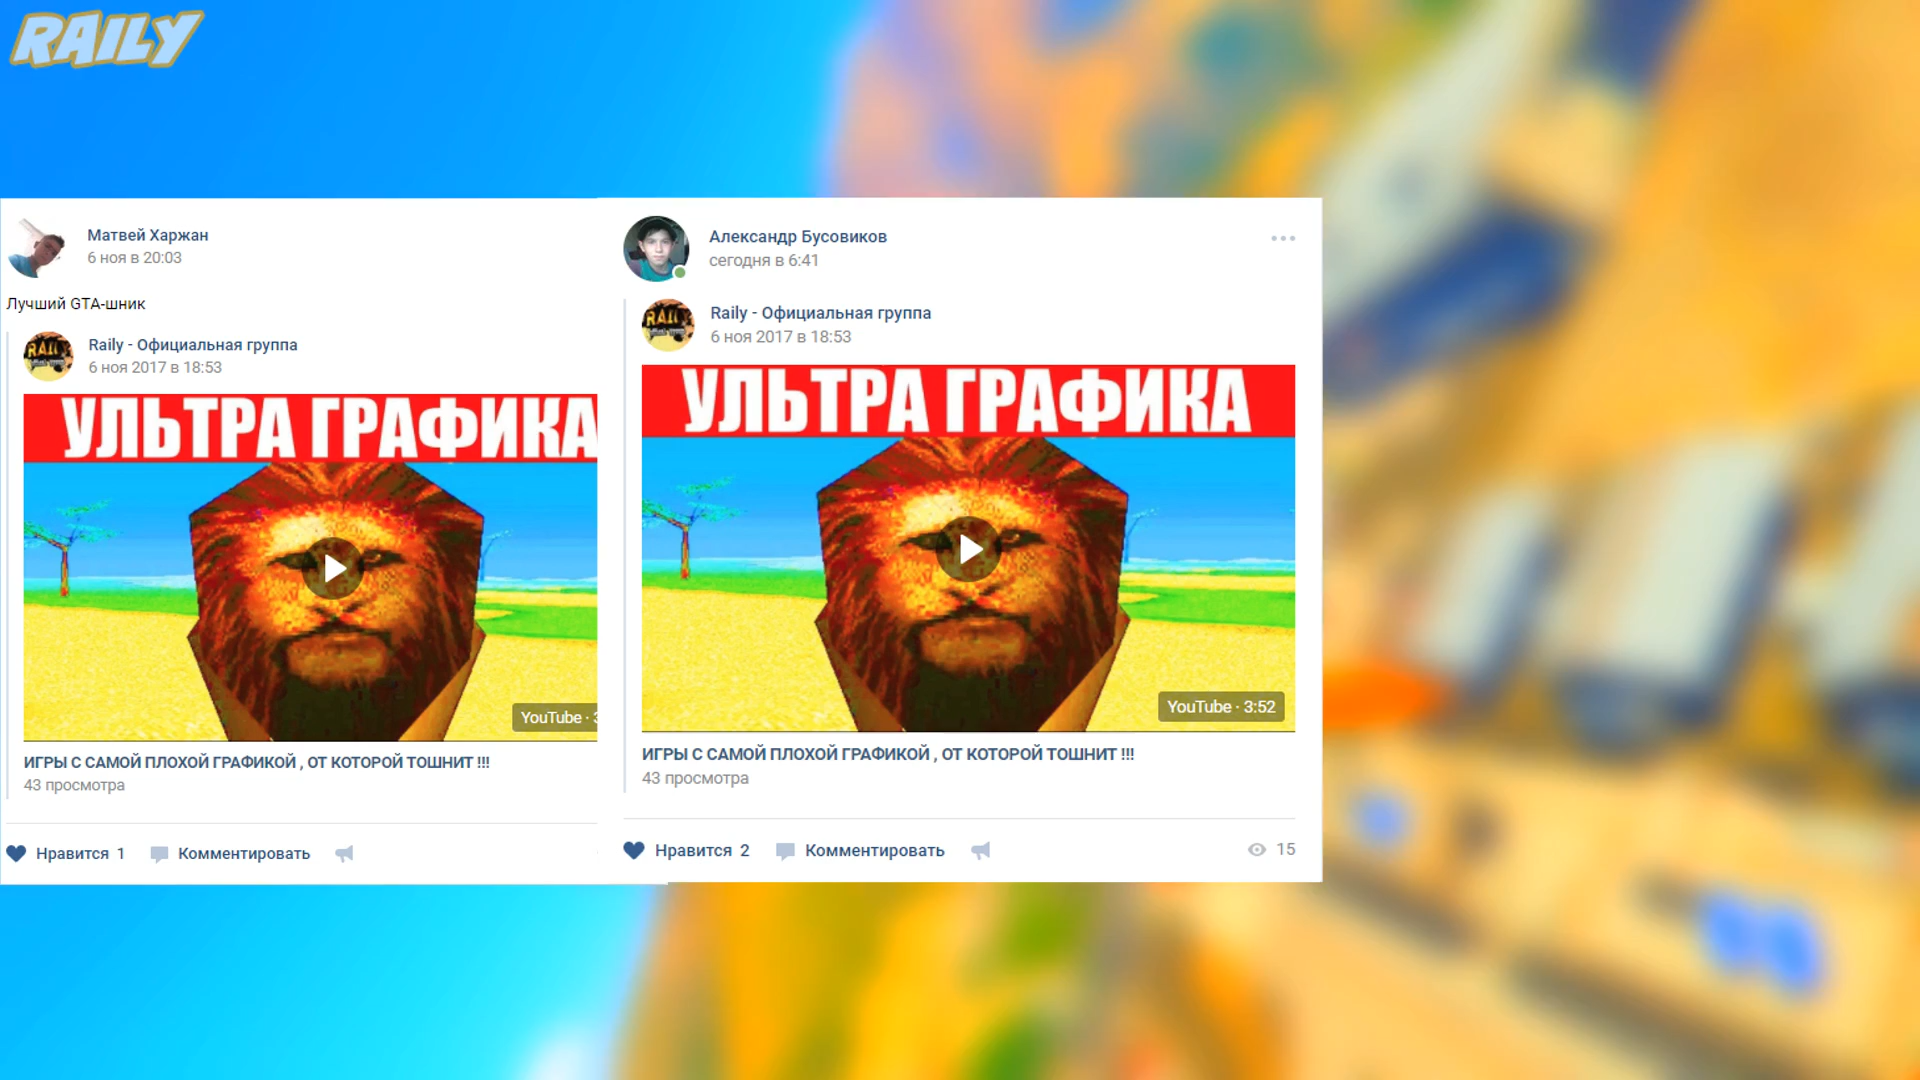 RAILY
Матвей Харжан
6 ноя в 20:03
Лучший GTA-шник
RAILY
Raily - Официальная группа
6 ноя 2017 в 18:53
УЛЬТРА ГРАФИКА
YouTube · 3
ИГРЫ С САМОЙ ПЛОХОЙ ГРАФИКОЙ , ОТ КОТОРОЙ ТОШНИТ !!!
43 просмотра
Нравится 1 Комментировать
Александр Бусовиков
сегодня в 6:41
RAILY
Raily - Официальная группа
6 ноя 2017 в 18:53
УЛЬТРА ГРАФИКА
YouTube · 3:52
ИГРЫ С САМОЙ ПЛОХОЙ ГРАФИКОЙ , ОТ КОТОРОЙ ТОШНИТ !!!
43 просмотра
Нравится 2 Комментировать 15